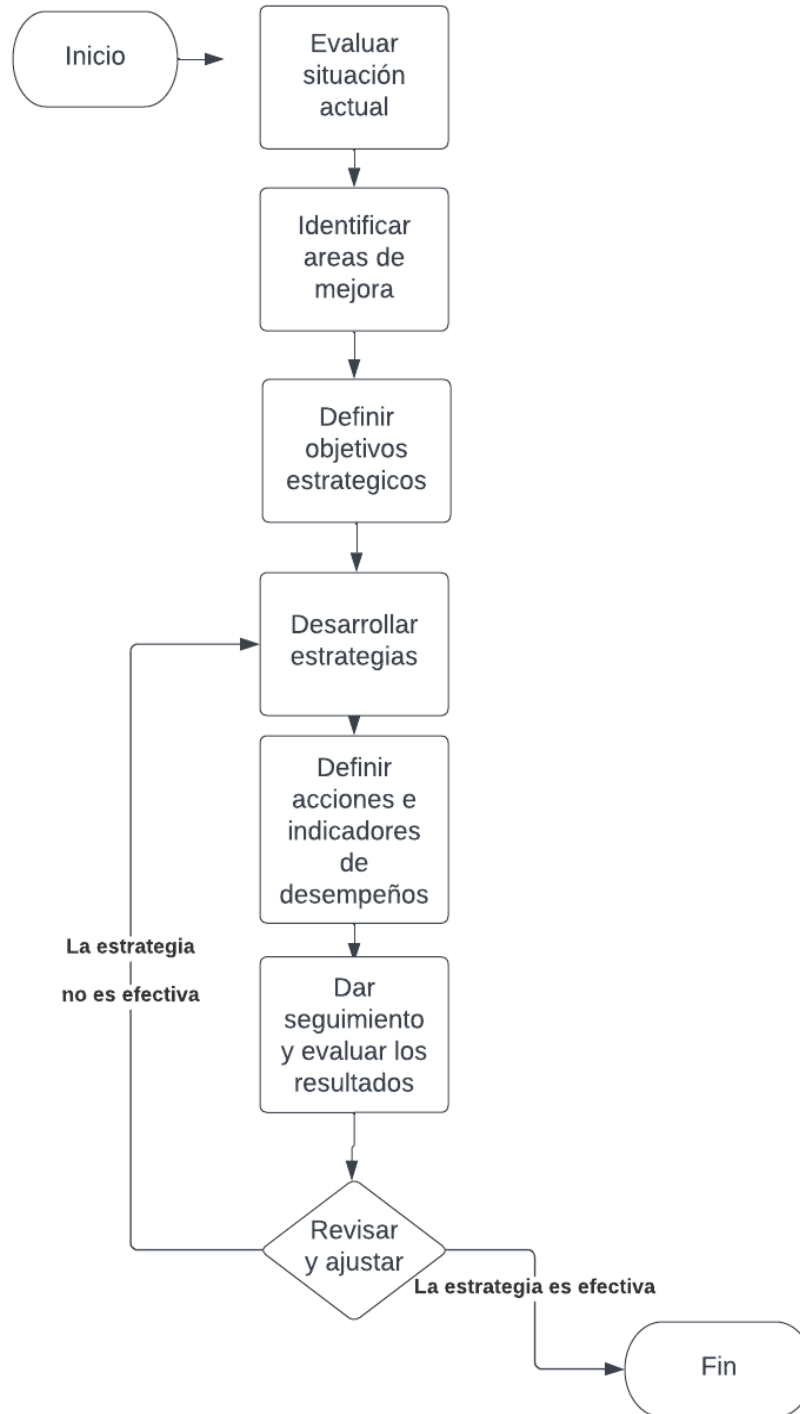 Inicio
Evaluar
situación
actual
Identificar
areas de
mejora
Definir
objetivos
estrategicos
Desarrollar
estrategias
Definir
acciones e
indicadores
de
desempeños
La estrategia
no es efectiva
Dar
seguimiento
y evaluar los
resultados
Revisar
y ajustar
La estrategia es efectiva
Fin